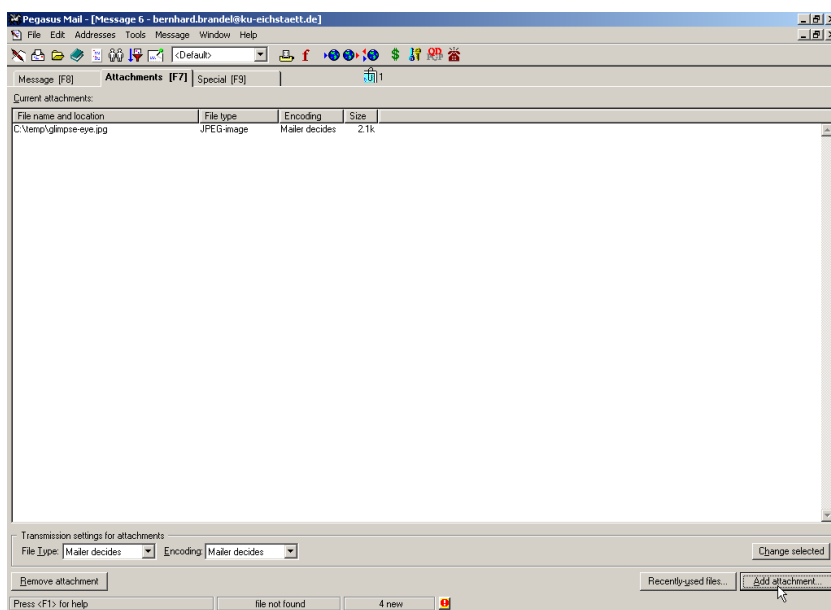 Pegasus Mail - [Message 6 - bernhard.brandel@ku-eichstaett.de]
File Edit Addresses Tools Message Window Help
<Default>
Message [F8] Attachments [F7] Special [F9] 1
Current attachments:
File name and location File type Encoding Size
C:\temp\glimpse-eye.jpg JPEG-image Mailer decides 2.1k
Transmission settings for attachments
File Type: Mailer decides Encoding: Mailer decides Change selected
Remove attachment Recently-used files... Add attachment...
Press <F1> for help file not found 4 new